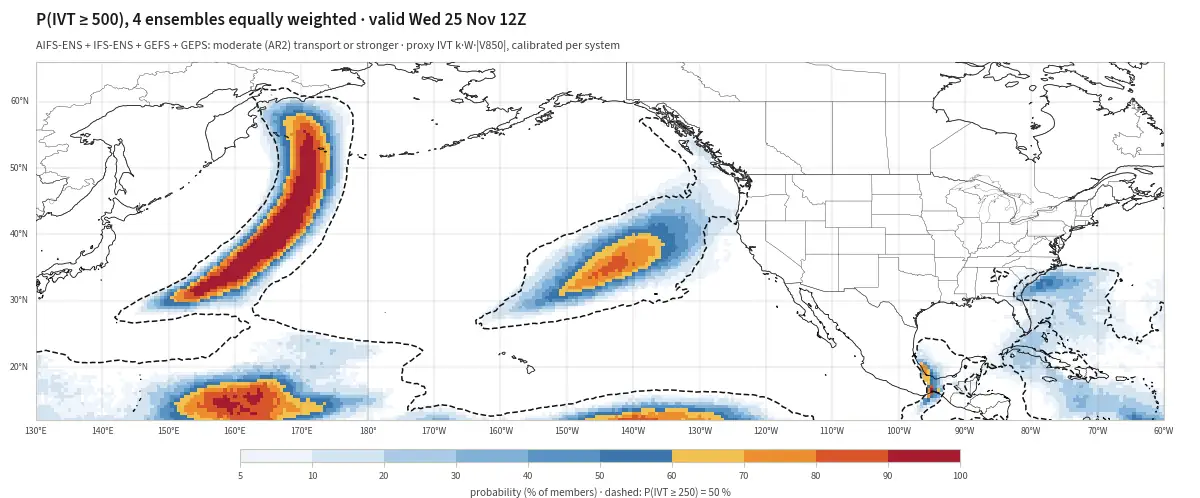 P(IVT ≥ 500), 4 ensembles equally weighted · valid Wed 25 Nov 12Z
AIFS-ENS + IFS-ENS + GEFS + GEPS: moderate (AR2) transport or stronger · proxy IVT k·W·|V850|, calibrated per system
60°N
50°N
40°N
30°N
20°N
130°E 140°E 150°E 160°E 170°E 180° 170°W 160°W 150°W 140°W 130°W 120°W 110°W 100°W 90°W 80°W 70°W 60°W
5 10 20 30 40 50 60 70 80 90 100
probability (% of members) · dashed: P(IVT ≥ 250) = 50 %